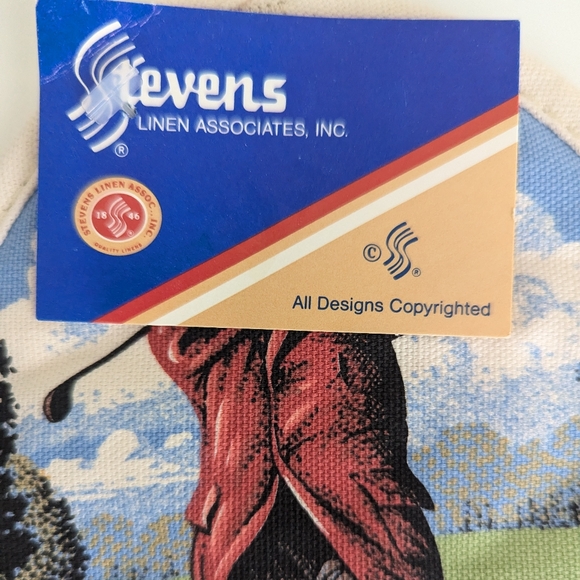 Stevens
LINEN ASSOCIATES, INC.
®
STEVENS LINEN ASSOC., INC.
18 46
QUALITY LINENS
© ®
All Designs Copyrighted